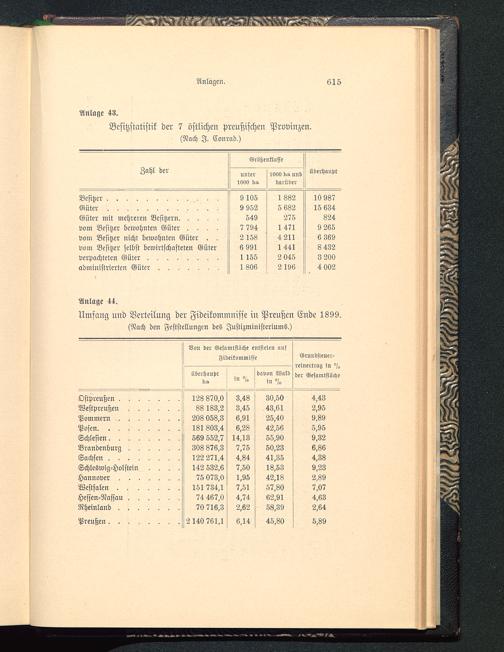 Anlagen. 615
Anlage 43.
Besitzstatistik der 7 östlichen preußischen Provinzen.
(Nach J. Conrad.)
Zahl der Größenklasse überhaupt
unter 1000 ha 1000 ha und darüber
Besitzer 9 105 1 882 10 987
Güter 9 952 5 682 15 634
Güter mit mehreren Besitzern. 549 275 824
vom Besitzer bewohnten Güter 7 794 1 471 9 265
vom Besitzer nicht bewohnten Güter 2 158 4 211 6 369
vom Besitzer selbst bewirtschafteten Güter 6 991 1 441 8 432
verpachteten Güter 1 155 2 045 3 200
administrierten Güter 1 806 2 196 4 002
Anlage 44.
Umfang und Verteilung der Fideikommnisse in Preußen Ende 1899.
(Nach den Feststellungen des Justizministeriums.)
Von der Gesamtfläche entfielen auf
Fideikommisse
Grundsteuer-
reinertrag in %
der Gesamtfläche
überhaupt ha in % davon Wald in %
Ostpreußen 128 870,0 3,48 30,50 4,43
Westpreußen 88 183,2 3,45 43,61 2,95
Pommern 208 058,3 6,91 25,40 9,89
Posen. 181 803,4 6,28 42,56 5,95
Schlesien 569 552,7 14,13 55,90 9,32
Brandenburg 308 876,3 7,75 50,23 6,86
Sachsen 122 271,4 4,84 41,35 4,38
Schleswig-Holstein 142 532,6 7,50 18,53 9,23
Hannover 75 073,0 1,95 42,18 2,89
Westfalen 151 734,1 7,51 57,80 7,07
Hessen-Nassau 74 467,0 4,74 62,91 4,63
Rheinland 70 716,3 2,62 58,39 2,64
Preußen 2 140 761,1 6,14 45,80 5,89